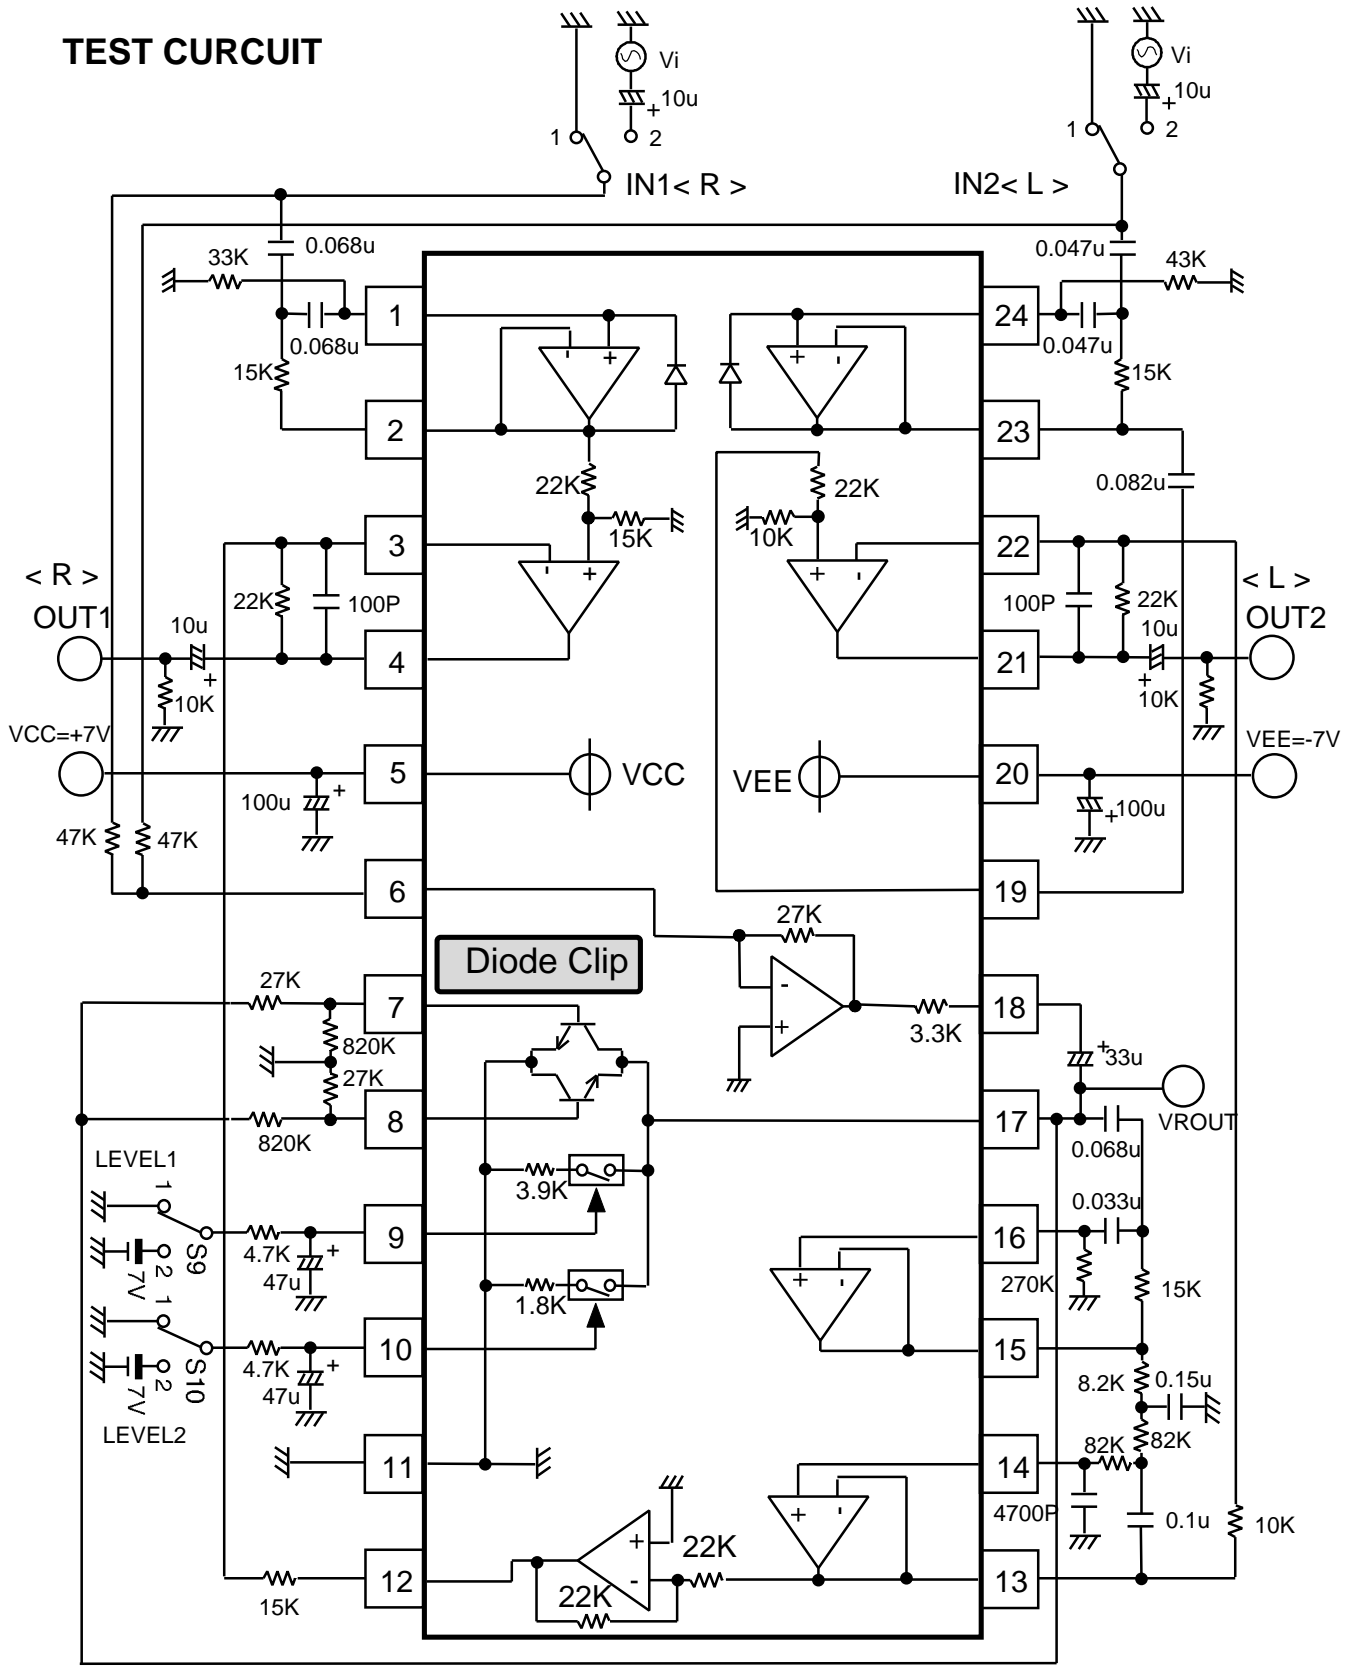 TEST CURCUIT
Vi
+
10u
1
2
IN1< R >
Vi
+
10u
1
2
IN2< L >
0.068u
33K
0.068u
15K
0.047u
43K
0.047u
15K
1
24
- +
+ -
2
23
22K
15K
22K
10K
0.082u
3
22
- +
+ -
< R >
OUT1
22K
100P
10u
+
10K
4
21
100P
22K
10u
+
10K
< L >
OUT2
VCC=+7V
100u
+
5
VCC
VEE
20
+
100u
VEE=-7V
47K
47K
6
19
27K
-
+
3.3K
Diode Clip
27K
7
18
820K
+
33u
27K
820K
8
17
VROUT
0.068u
LEVEL1
1
2
S9
7V
4.7K
47u
+
3.9K
9
16
0.033u
270K
15K
+ -
1
2
S10
7V
4.7K
47u
+
LEVEL2
1.8K
10
15
8.2K
0.15u
82K
82K
11
14
4700P
0.1u
10K
+ -
+
-
22K
22K
12
13
15K